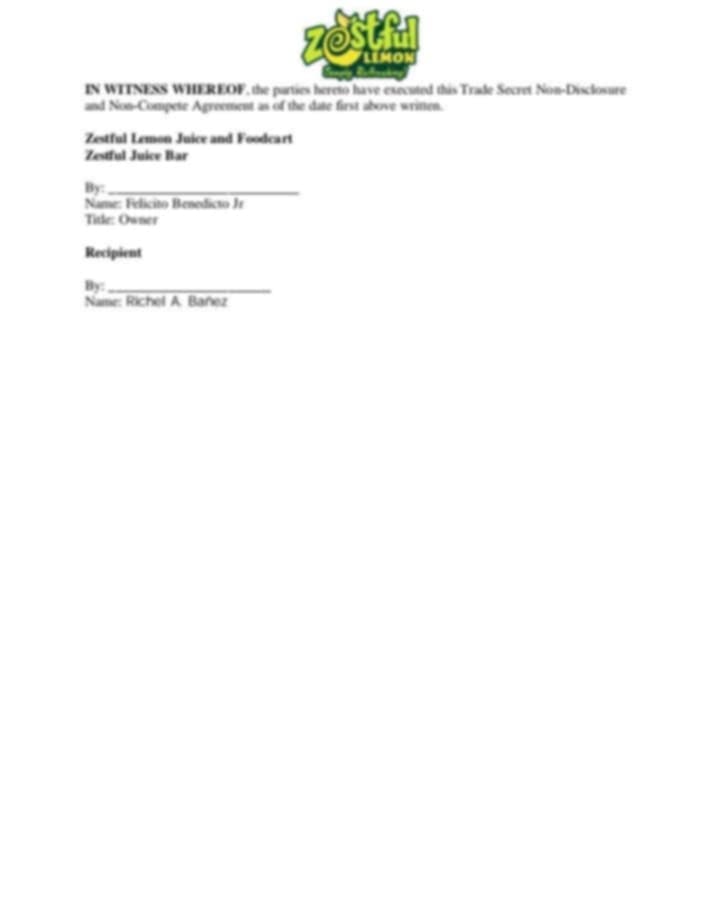 Zestful
LEMON
Simply Refreshing!
IN WITNESS WHEREOF, the parties hereto have executed this Trade Secret Non-Disclosure
and Non-Compete Agreement as of the date first above written.
Zestful Lemon Juice and Foodcart
Zestful Juice Bar
By: ___________________________
Name: Felicito Benedicto Jr
Title: Owner
Recipient
By: _______________________
Name: Richel A. Bañez